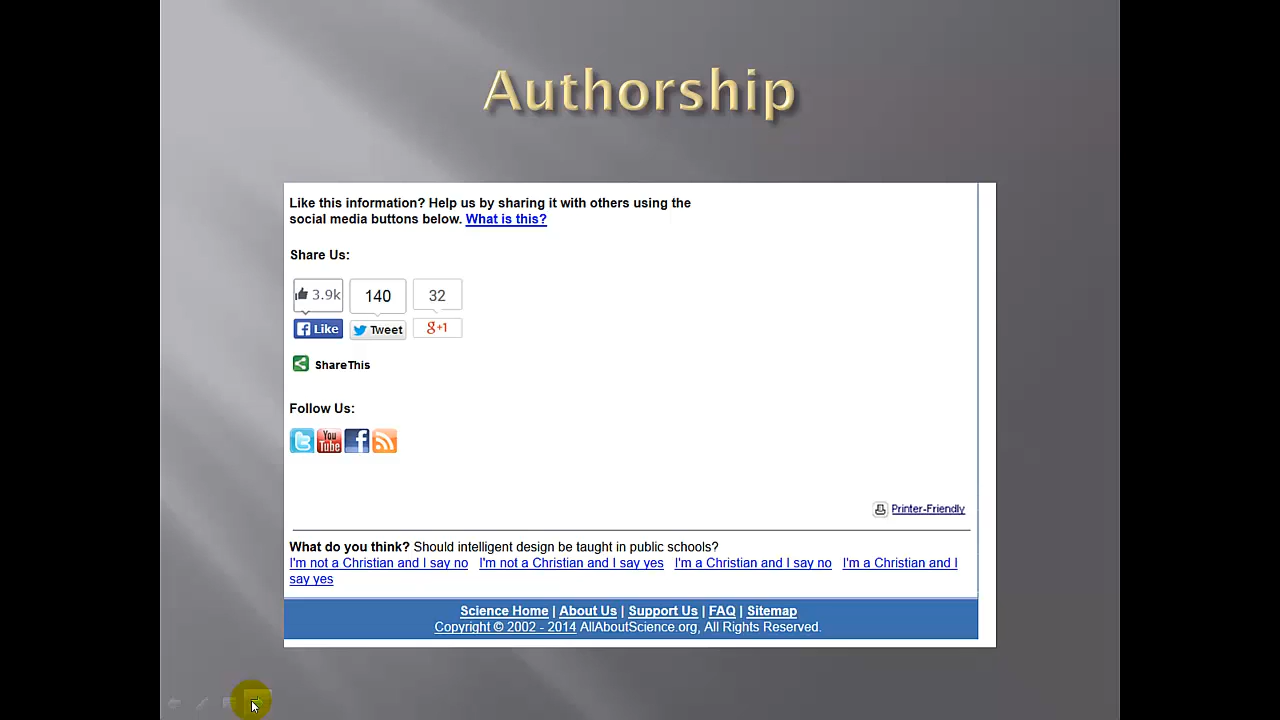 Authorship
Like this information? Help us by sharing it with others using the
social media buttons below. What is this?
Share Us:
3.9k 140 32
Like Tweet g+1
ShareThis
Follow Us:
You Tube
Printer-Friendly
What do you think? Should intelligent design be taught in public schools?
I'm not a Christian and I say no I'm not a Christian and I say yes I'm a Christian and I say no I'm a Christian and I
say yes
Science Home | About Us | Support Us | FAQ | Sitemap
Copyright © 2002 - 2014 AllAboutScience.org, All Rights Reserved.